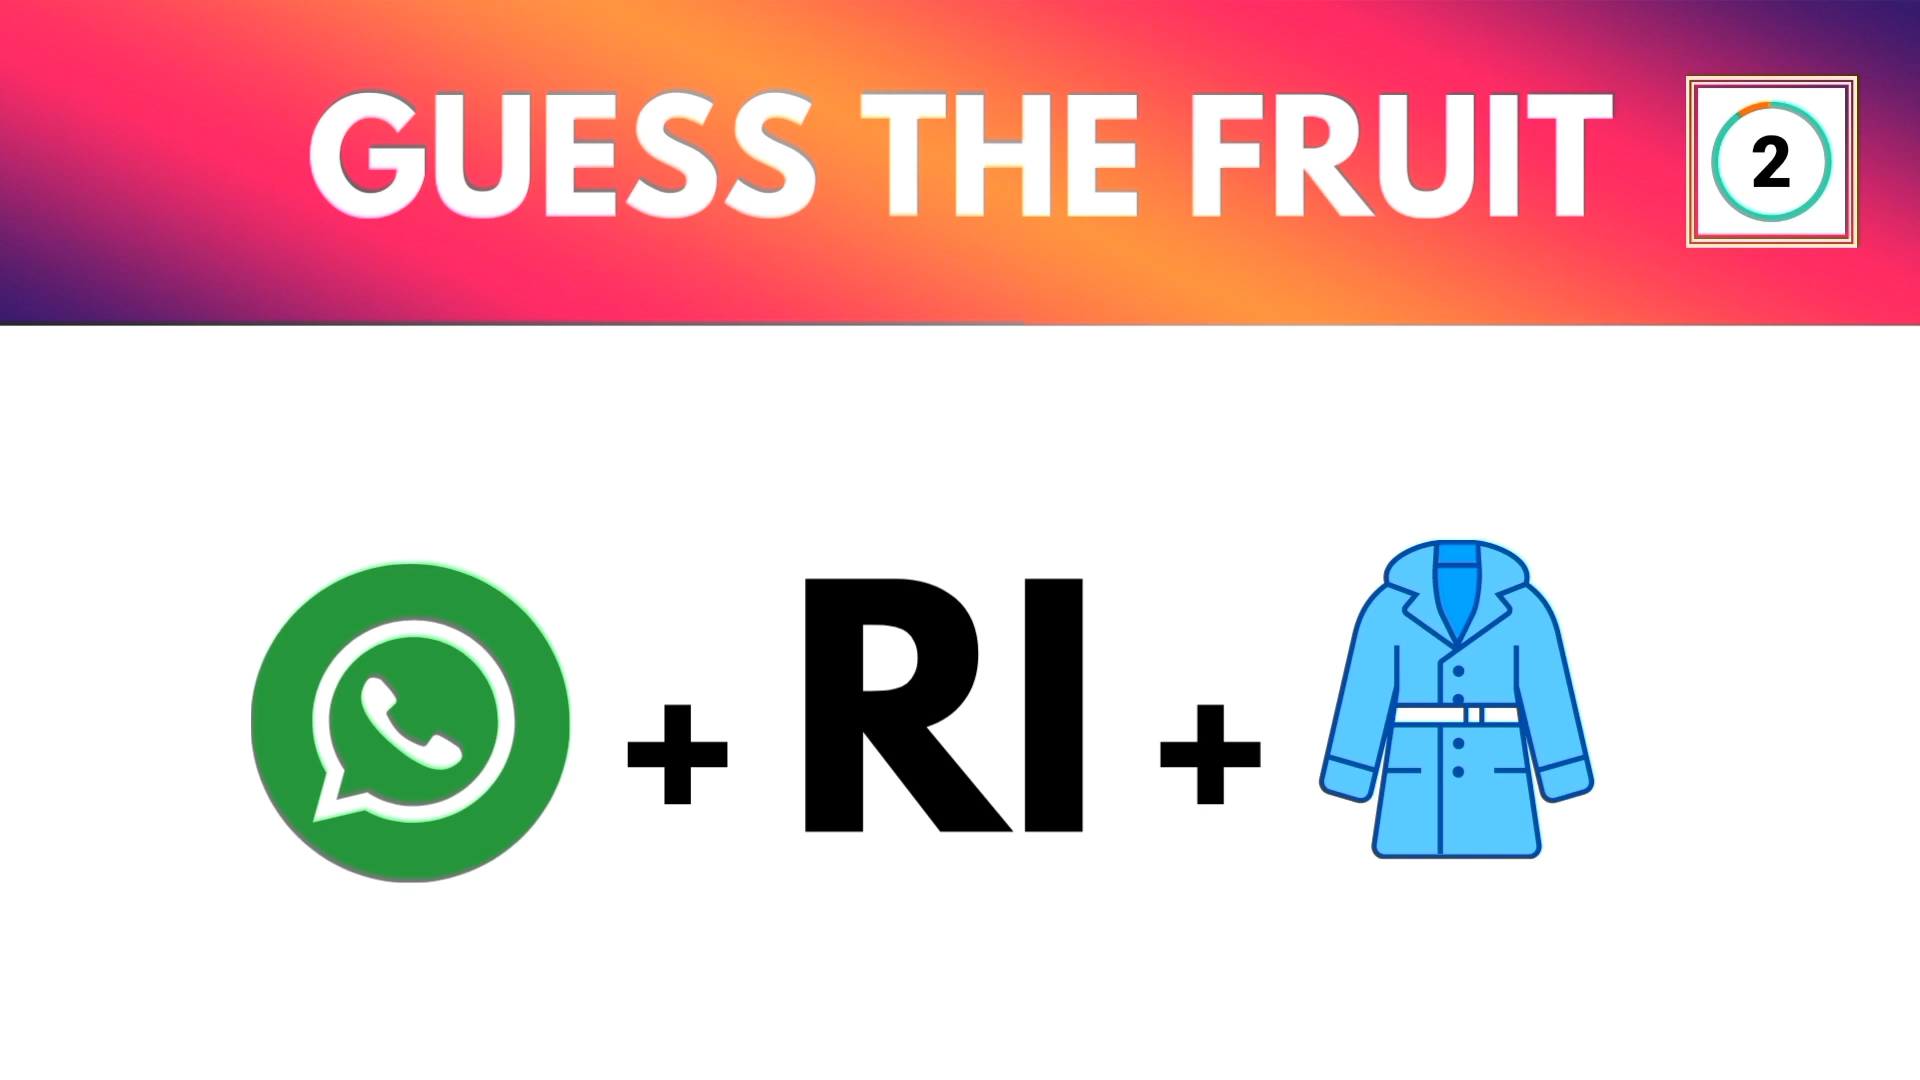 GUESS THE FRUIT
2
+ RI +